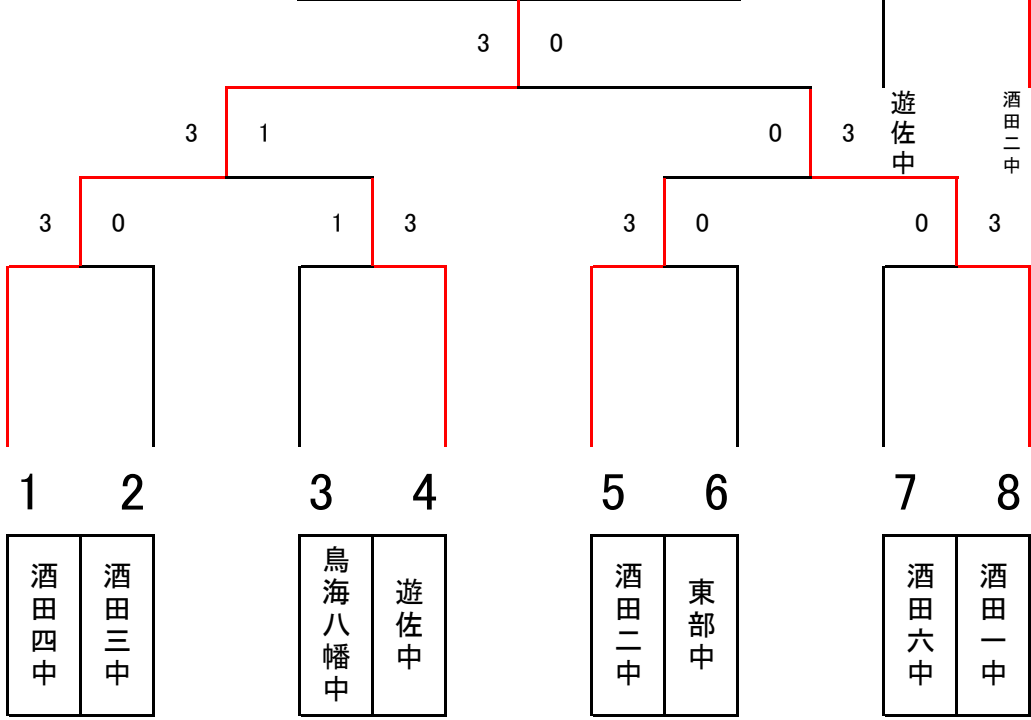 3 0
遊佐中
酒田二中
3 1
0 3
3 0
1 3
3 0
0 3
1 2 3 4 5 6 7 8
酒田四中
酒田三中
鳥海八幡中
遊佐中
酒田二中
東部中
酒田六中
酒田一中